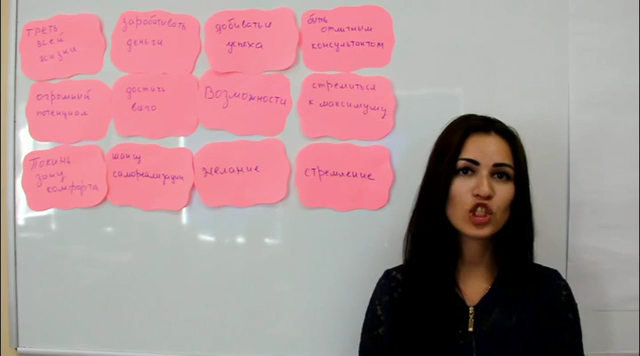 треть,
всей
жизни
зарабатывать
деньги
добиваться
успеха
быть
отличным
консультантом
огромный
потенциал
достичь
Возможности
стремиться
к максимуму
Покинь
зону
комфорта
шанц
самореализации
желание
стремление